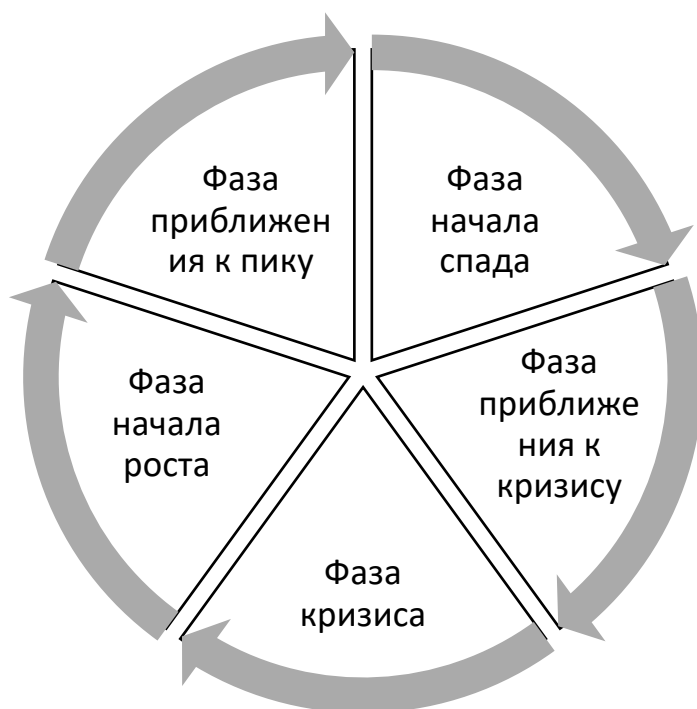 Фаза
приближен
ия к пику
Фаза
начала
спада
Фаза
приближе
ния к
кризису
Фаза
кризиса
Фаза
начала
роста